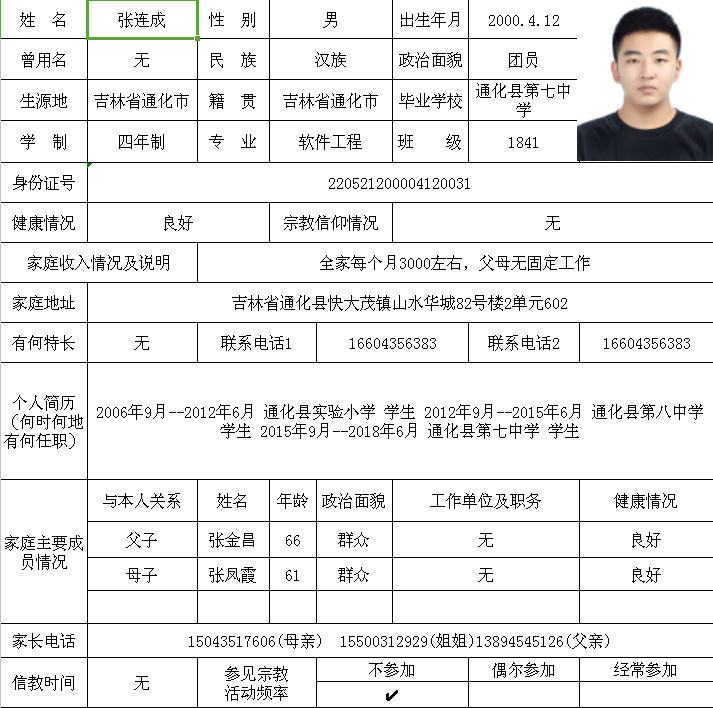 姓 名 张连成 性 别 男 出生年月 2000.4.12
曾用名 无 民 族 汉族 政治面貌 团员
生源地 吉林省通化市 籍 贯 吉林省通化市 毕业学校 通化县第七中学
学 制 四年制 专 业 软件工程 班 级 1841
身份证号 220521200004120031
健康情况 良好 宗教信仰情况 无
家庭收入情况及说明 全家每个月3000左右，父母无固定工作
家庭地址 吉林省通化县快大茂镇山水华城82号楼2单元602
有何特长 无 联系电话1 16604356383 联系电话2 16604356383
个人简历
（何时何地
有何任职）
2006年9月--2012年6月 通化县实验小学 学生 2012年9月--2015年6月 通化县第八中学
学生 2015年9月--2018年6月 通化县第七中学 学生
家庭主要成
员情况
与本人关系 姓名 年龄 政治面貌 工作单位及职务 健康情况
父子 张金昌 66 群众 无 良好
母子 张凤霞 61 群众 无 良好
家长电话 15043517606(母亲) 15500312929(姐姐)13894545126(父亲)
信教时间 无 参见宗教
活动频率
不参加 偶尔参加 经常参加
✔